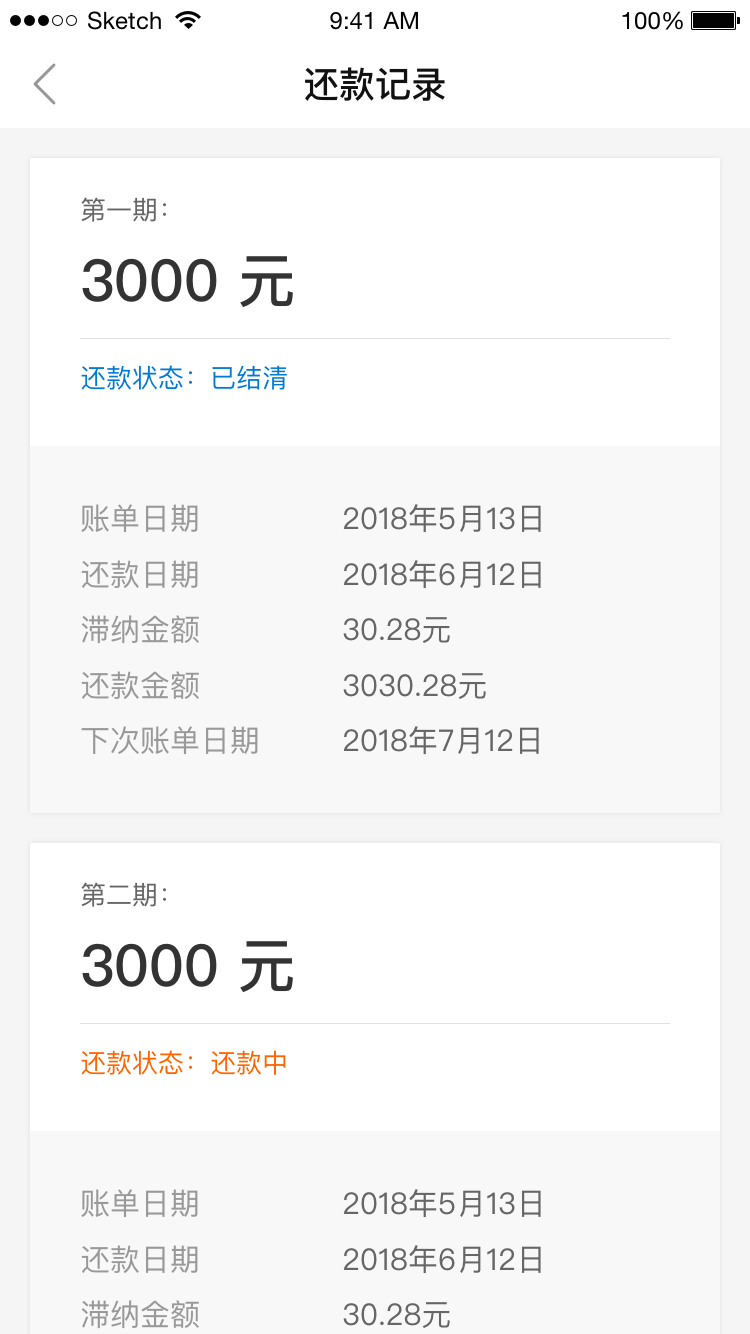 Sketch 9:41 AM 100%
还款记录
第一期：
3000 元
还款状态：已结清
账单日期 2018年5月13日
还款日期 2018年6月12日
滞纳金额 30.28元
还款金额 3030.28元
下次账单日期 2018年7月12日
第二期：
3000 元
还款状态：还款中
账单日期 2018年5月13日
还款日期 2018年6月12日
滞纳金额 30.28元